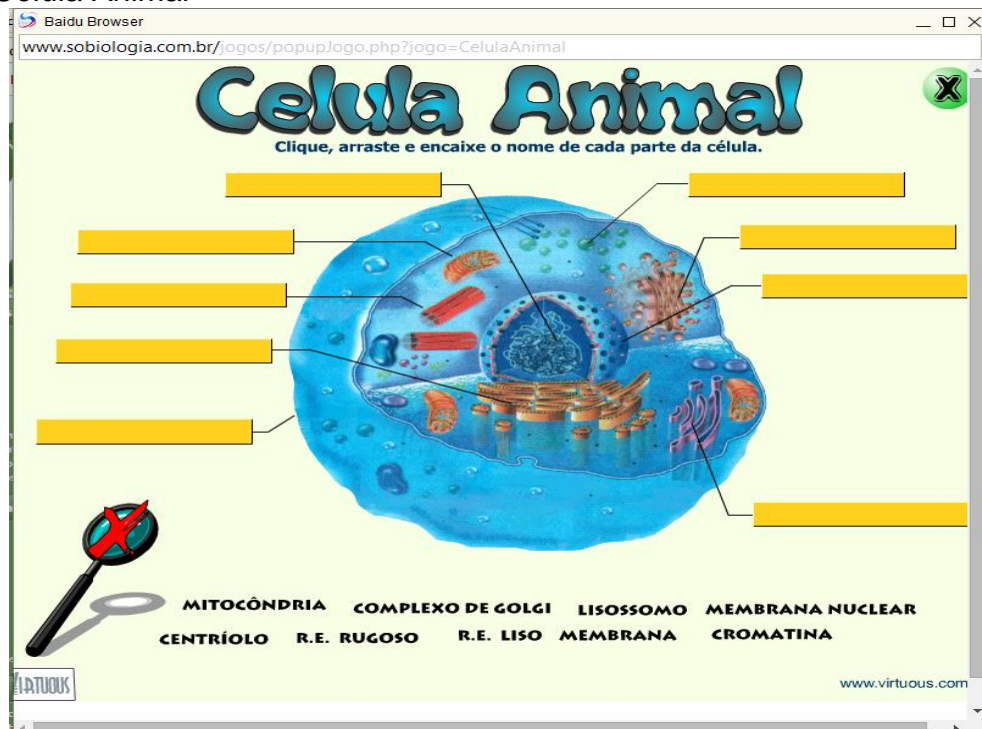 Célula Animal
Baidu Browser
www.sobiologia.com.br/jogos/popupJogo.php?jogo=CelulaAnimal
Celula Animal
Clique, arraste e encaixe o nome de cada parte da célula.
MITOCÔNDRIA COMPLEXO DE GOLGI LISOSSOMO MEMBRANA NUCLEAR
CENTRÍOLO R.E. RUGOSO R.E. LISO MEMBRANA CROMATINA
VIRTUOUS
www.virtuous.com